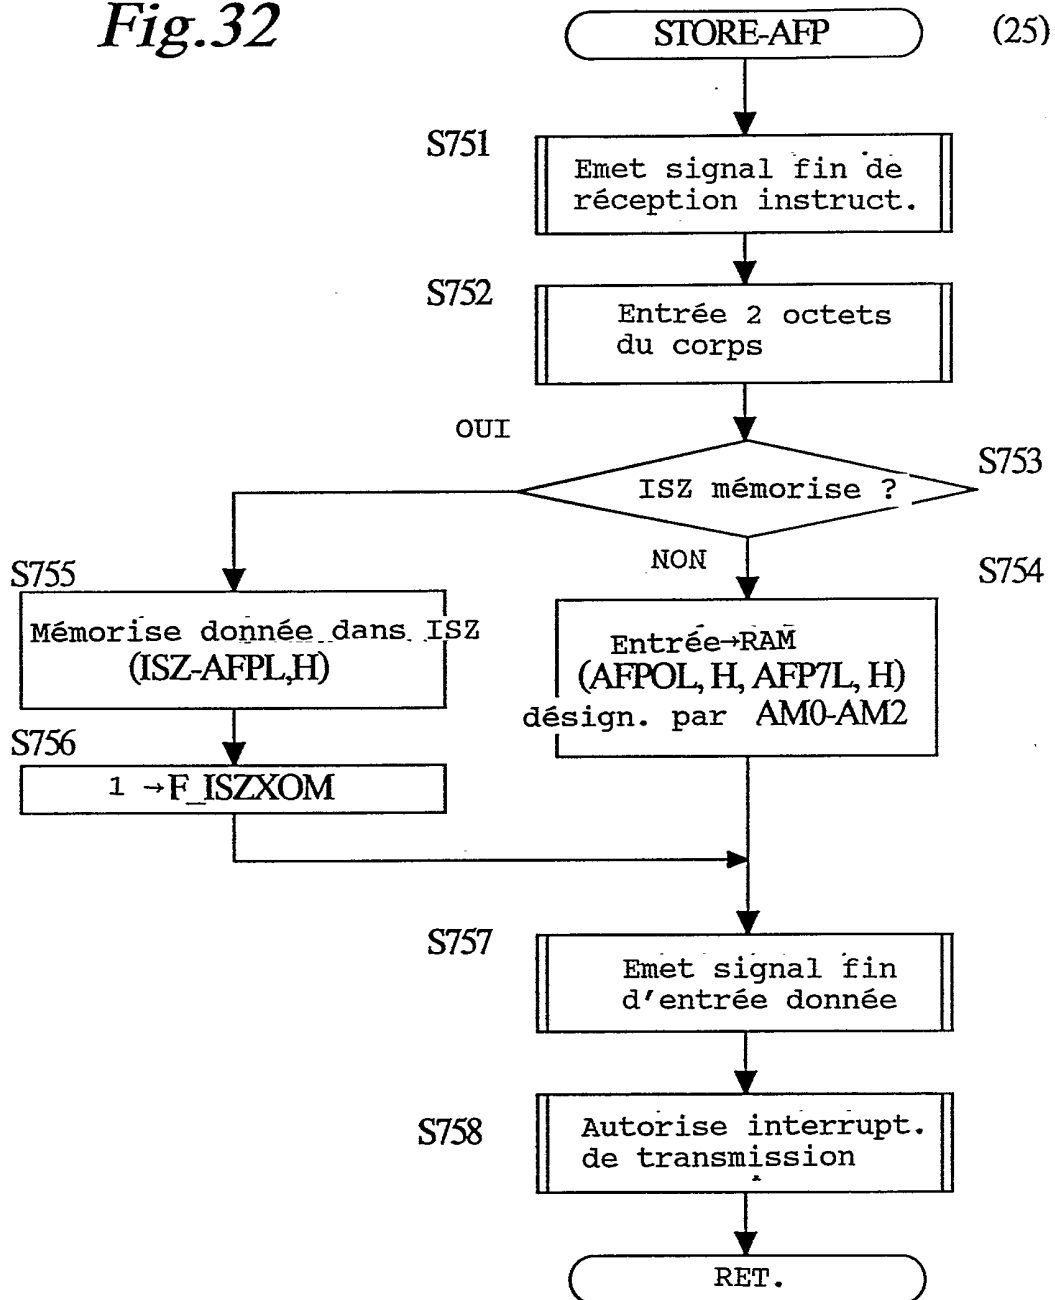 Fig.32
STORE-AFP
(25)
S751
Emet signal fin de
réception instruct.
S752
Entrée 2 octets
du corps
OUI
S753
ISZ mémorise ?
NON
S754
S755
Mémorise donnée dans ISZ
(ISZ-AFPL,H)
Entrée→RAM
(AFPOL, H, AFP7L, H)
désign. par AM0-AM2
S756
1 →F_ISZXOM
S757
Emet signal fin
d'entrée donnée
S758
Autorise interrupt.
de transmission
RET.